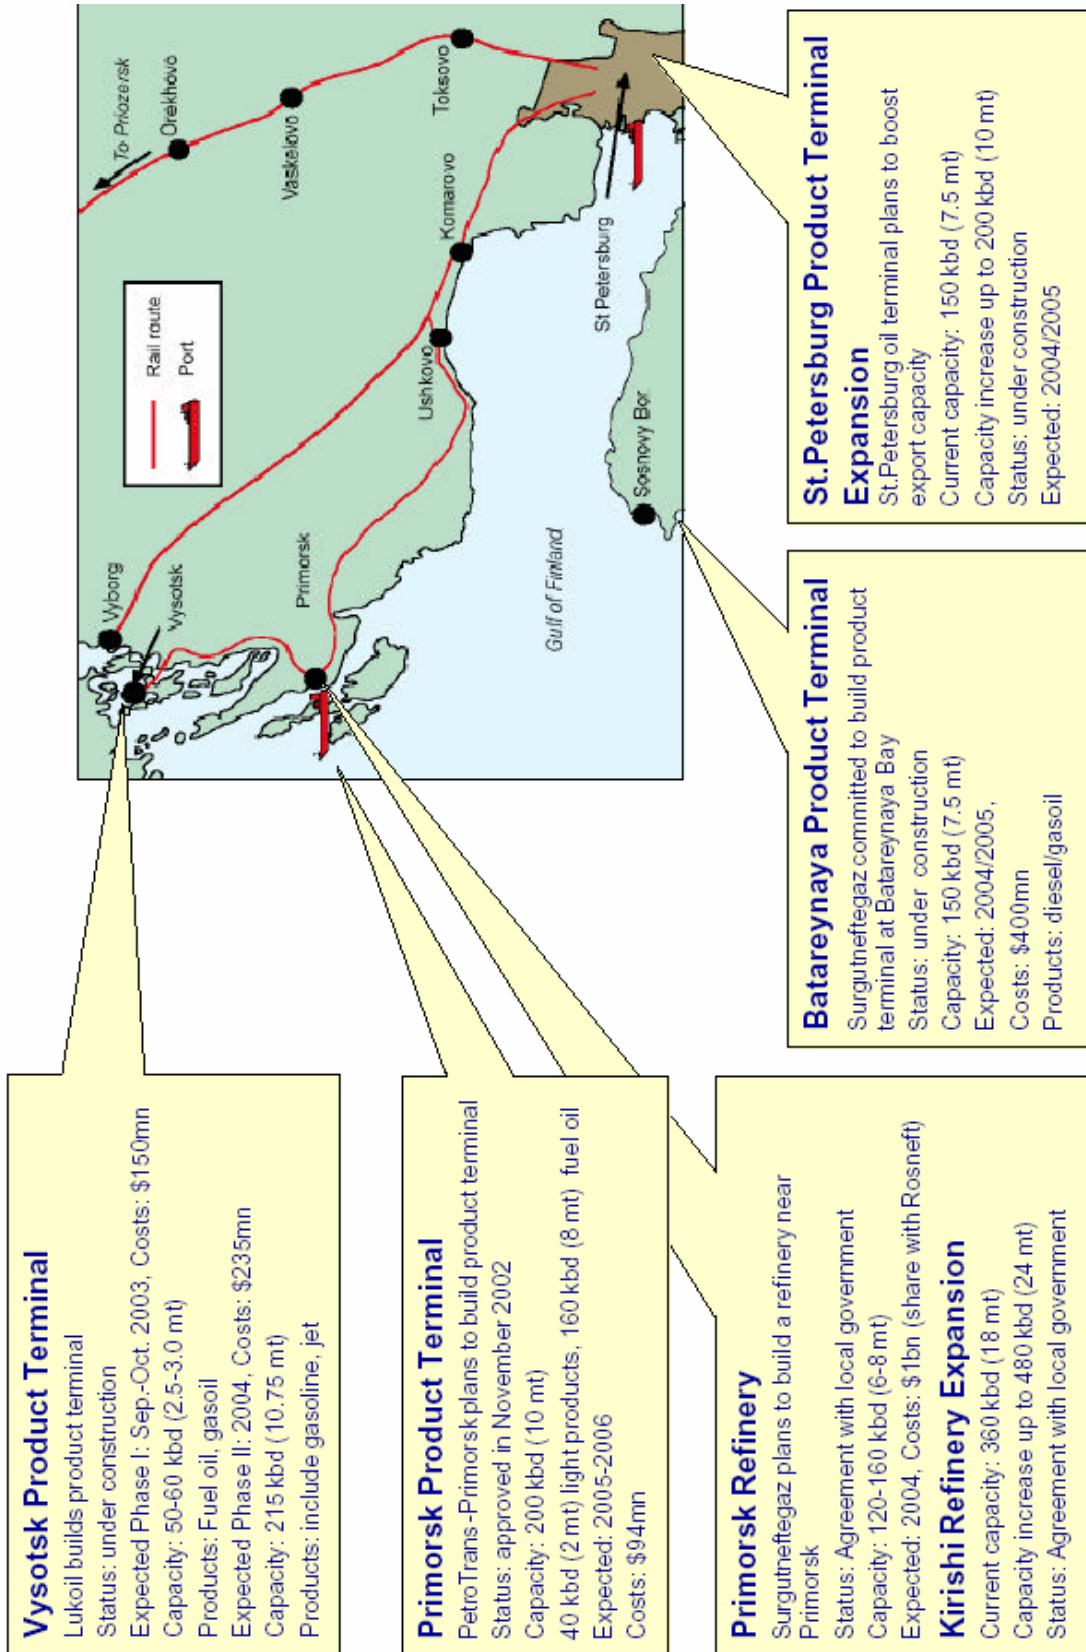 Vysotsk Product Terminal
Lukoil builds product terminal
Status: under construction
Expected Phase I: Sep.-Oct. 2003, Costs: $150mn
Capacity: 50-60 kbd (2.5-3.0 mt)
Products: Fuel oil, gasoil
Expected Phase II: 2004, Costs: $235mn
Capacity: 215 kbd (10.75 mt)
Products: include gasoline, jet
Primorsk Product Terminal
PetroTrans-Primorsk plans to build product terminal
Status: approved in November 2002
Capacity: 200 kbd (10 mt)
40 kbd (2 mt) light products, 160 kbd (8 mt) fuel oil
Expected: 2005-2006
Costs: $94mn
Primorsk Refinery
Surgutneftegaz plans to build a refinery near
Primorsk
Status: Agreement with local government
Capacity: 120-160 kbd (6-8 mt)
Expected: 2004, Costs: $1bn (share with Rosneft)
Kirishi Refinery Expansion
Current capacity: 360 kbd (18 mt)
Capacity increase up to 480 kbd (24 mt)
Status: Agreement with local government
Vyborg
Vysotsk
Primorsk
Rail route
Port
To Priozersk
Orekhovo
Vaskelovo
Toksovo
Komarovo
Ushkovo
St Petersburg
Sosnovy Bor
Gulf of Finland
Batareynaya Product Terminal
Surgutneftegaz committed to build product
terminal at Batareynaya Bay
Status: under construction
Capacity: 150 kbd (7.5 mt)
Expected: 2004/2005,
Costs: $400mn
Products: diesel/gasoil
St.Petersburg Product Terminal
Expansion
St.Petersburg oil terminal plans to boost
export capacity
Current capacity: 150 kbd (7.5 mt)
Capacity increase up to 200 kbd (10 mt)
Status: under construction
Expected: 2004/2005